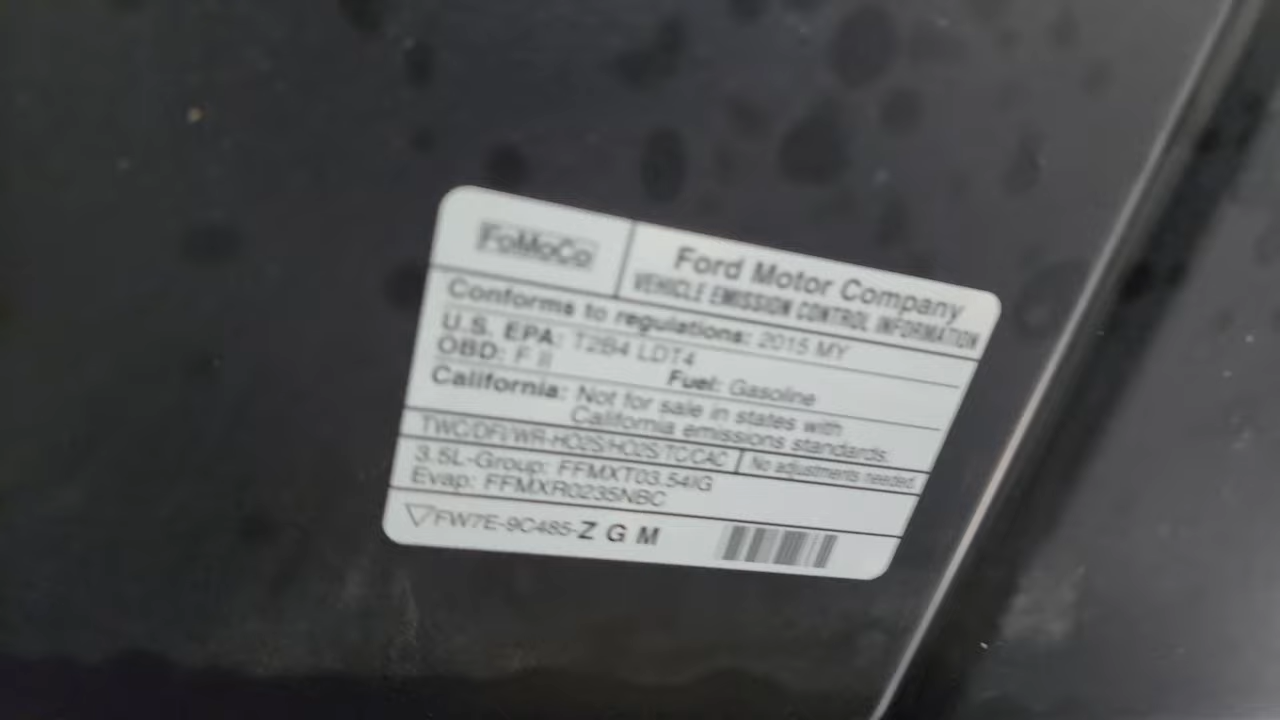 FoMoCo
Ford Motor Company
VEHICLE EMISSION CONTROL INFORMATION
Conforms to regulations: 2015 MY
U.S. EPA: T2B4 LDT4
OBD: F II
Fuel: Gasoline
California: Not for sale in states with
California emissions standards.
TWC/DFI/WR-HO2S/HO2S/TC/CAC
No adjustments needed.
3.5L-Group: FFMXT03.54IG
Evap: FFMXR0235NBC
FW7E-9C485-Z G M